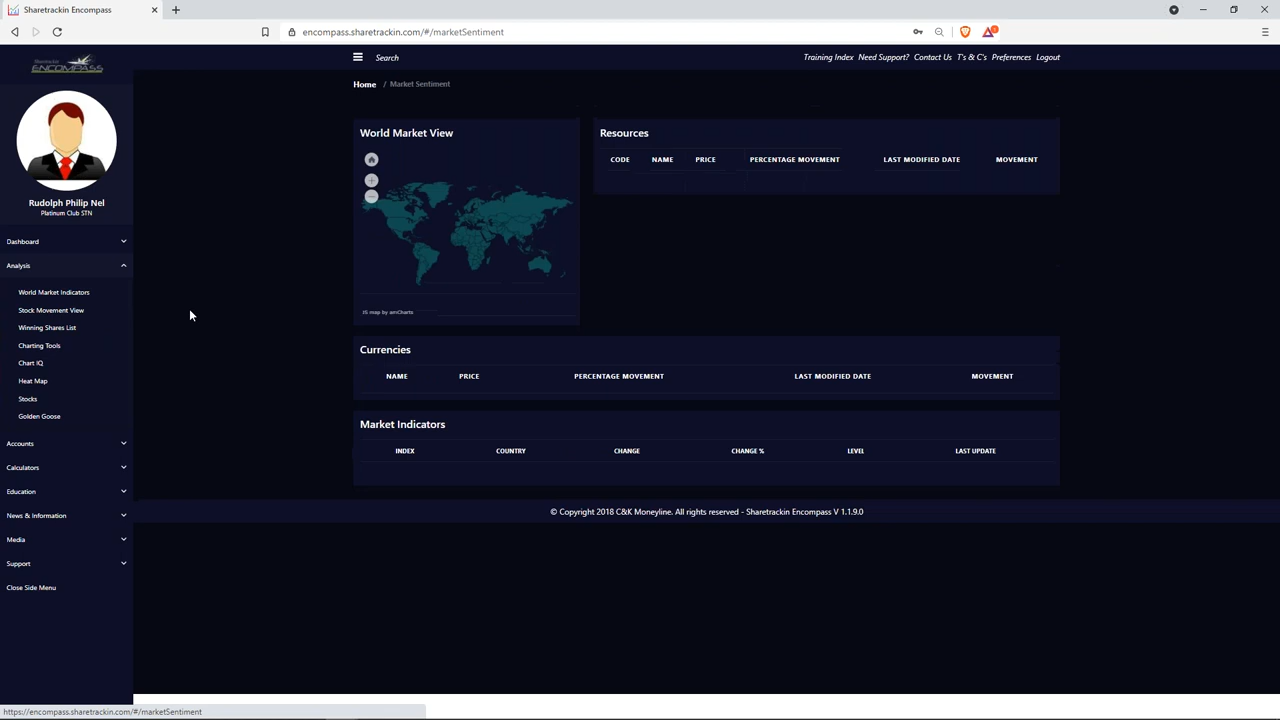 Sharetrackin Encompass
encompass.sharetrackin.com/#/marketSentiment
Sharetrackin
ENCOMPASS
Search
Training Index Need Support? Contact Us T's & C's Preferences Logout
Home / Market Sentiment
Rudolph Philip Nel
Platinum Club STN
Dashboard
Analysis
World Market Indicators
Stock Movement View
Winning Shares List
Charting Tools
Chart IQ
Heat Map
Stocks
Golden Goose
Accounts
Calculators
Education
News & Information
Media
Support
Close Side Menu
World Market View
JS map by amCharts
Resources
CODE NAME PRICE PERCENTAGE MOVEMENT LAST MODIFIED DATE MOVEMENT
Currencies
NAME PRICE PERCENTAGE MOVEMENT LAST MODIFIED DATE MOVEMENT
Market Indicators
INDEX COUNTRY CHANGE CHANGE % LEVEL LAST UPDATE
© Copyright 2018 C&K Moneyline. All rights reserved - Sharetrackin Encompass V 1.1.9.0
https://encompass.sharetrackin.com/#/marketSentiment